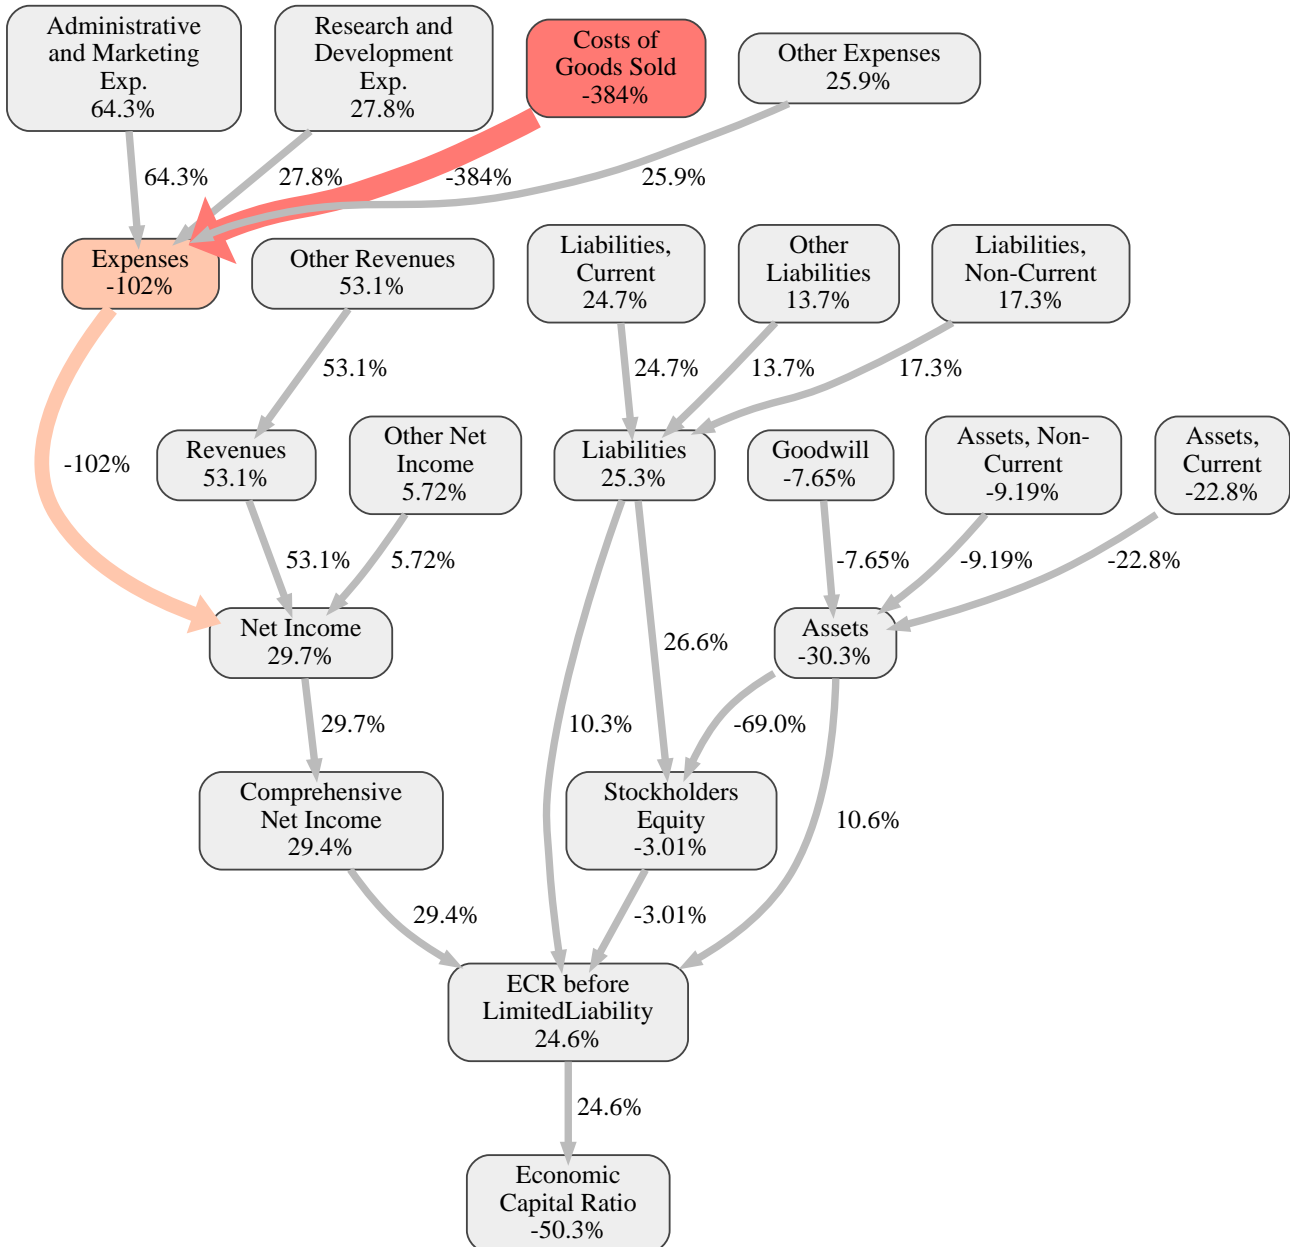 Administrative
and Marketing
Exp.
64.3%
Research and
Development
Exp.
27.8%
Costs of
Goods Sold
-384%
Other Expenses
25.9%
64.3%
27.8%
-384%
25.9%
Expenses
-102%
Other Revenues
53.1%
Liabilities,
Current
24.7%
Other
Liabilities
13.7%
Liabilities,
Non-Current
17.3%
53.1%
24.7%
13.7%
17.3%
-102%
Revenues
53.1%
Other Net
Income
5.72%
Liabilities
25.3%
Goodwill
-7.65%
Assets, Non-
Current
-9.19%
Assets,
Current
-22.8%
53.1%
5.72%
-7.65%
-9.19%
-22.8%
Net Income
29.7%
26.6%
Assets
-30.3%
29.7%
10.3%
-69.0%
Comprehensive
Net Income
29.4%
Stockholders
Equity
-3.01%
10.6%
29.4%
-3.01%
ECR before
LimitedLiability
24.6%
24.6%
Economic
Capital Ratio
-50.3%